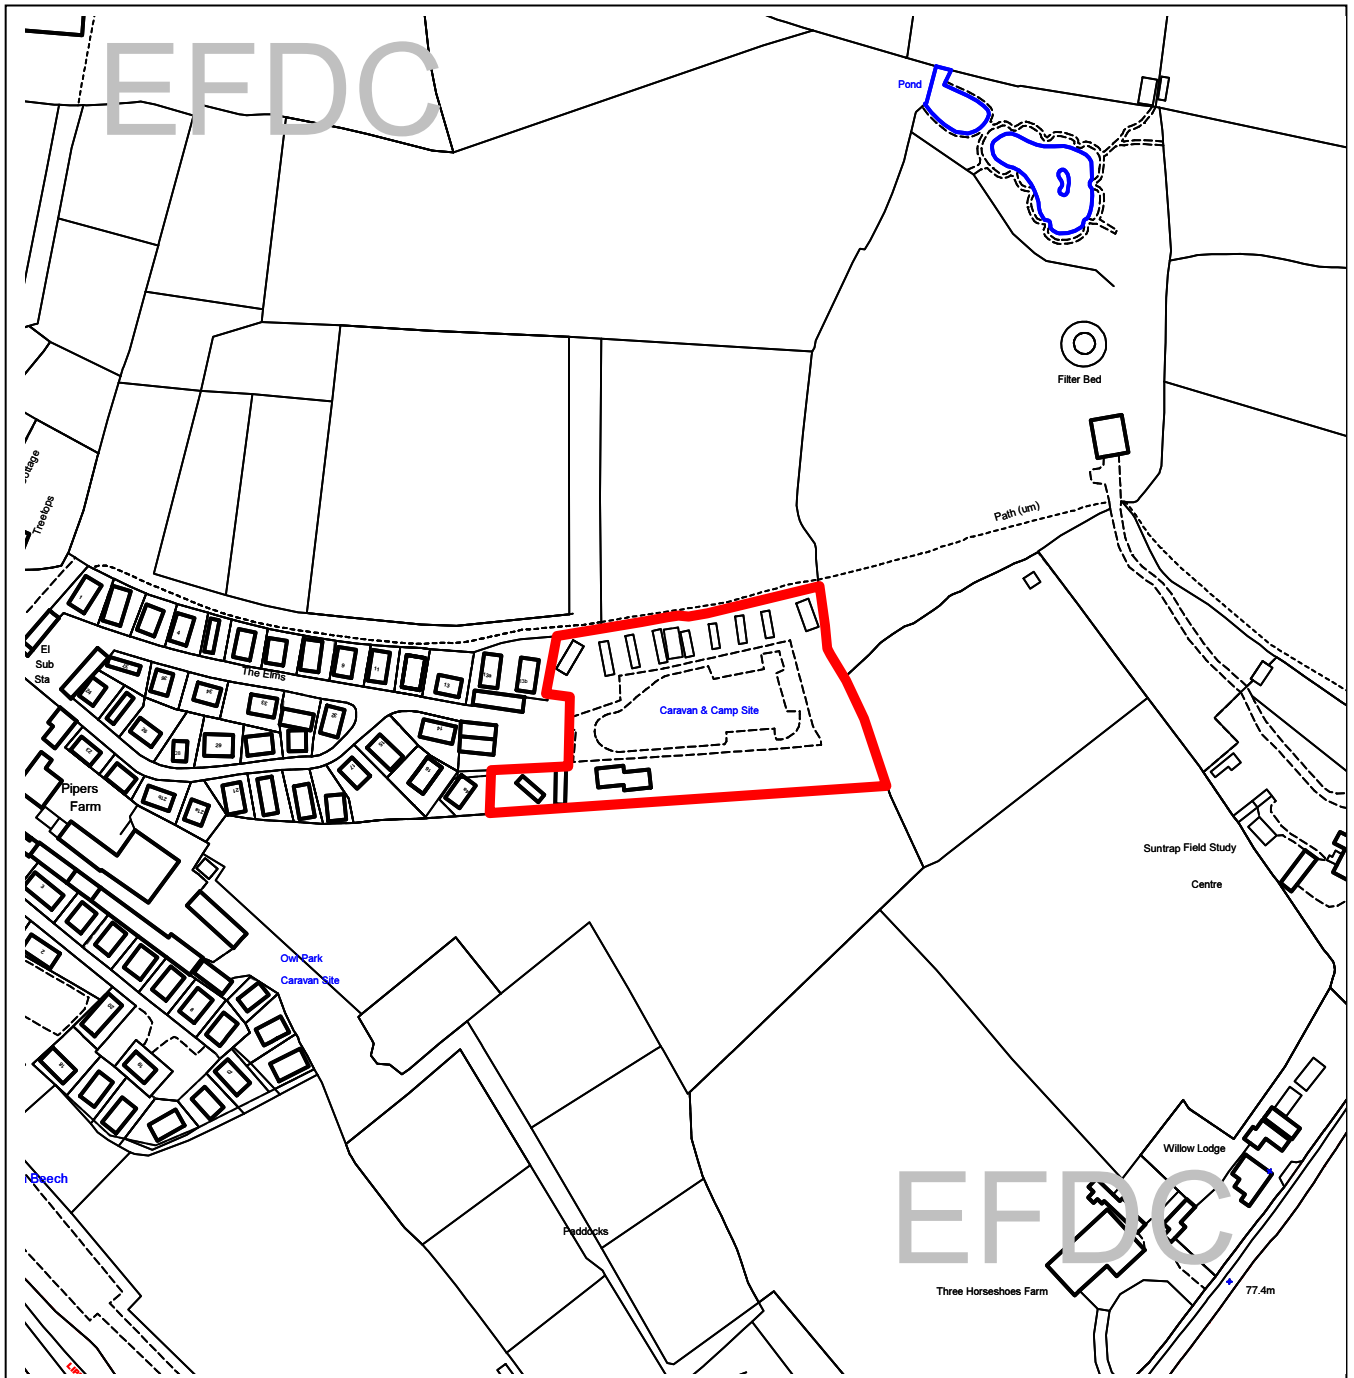 EFDC
Pond
Filter Bed
Treetops
Path (um)
El
Sub
Sta
The Elms
Caravan & Camp Site
Pipers
Farm
Suntrap Field Study
Centre
Owl Park
Caravan Site
Willow Lodge
Beech
EFDC
Paddocks
Three Horseshoes Farm
77.4m